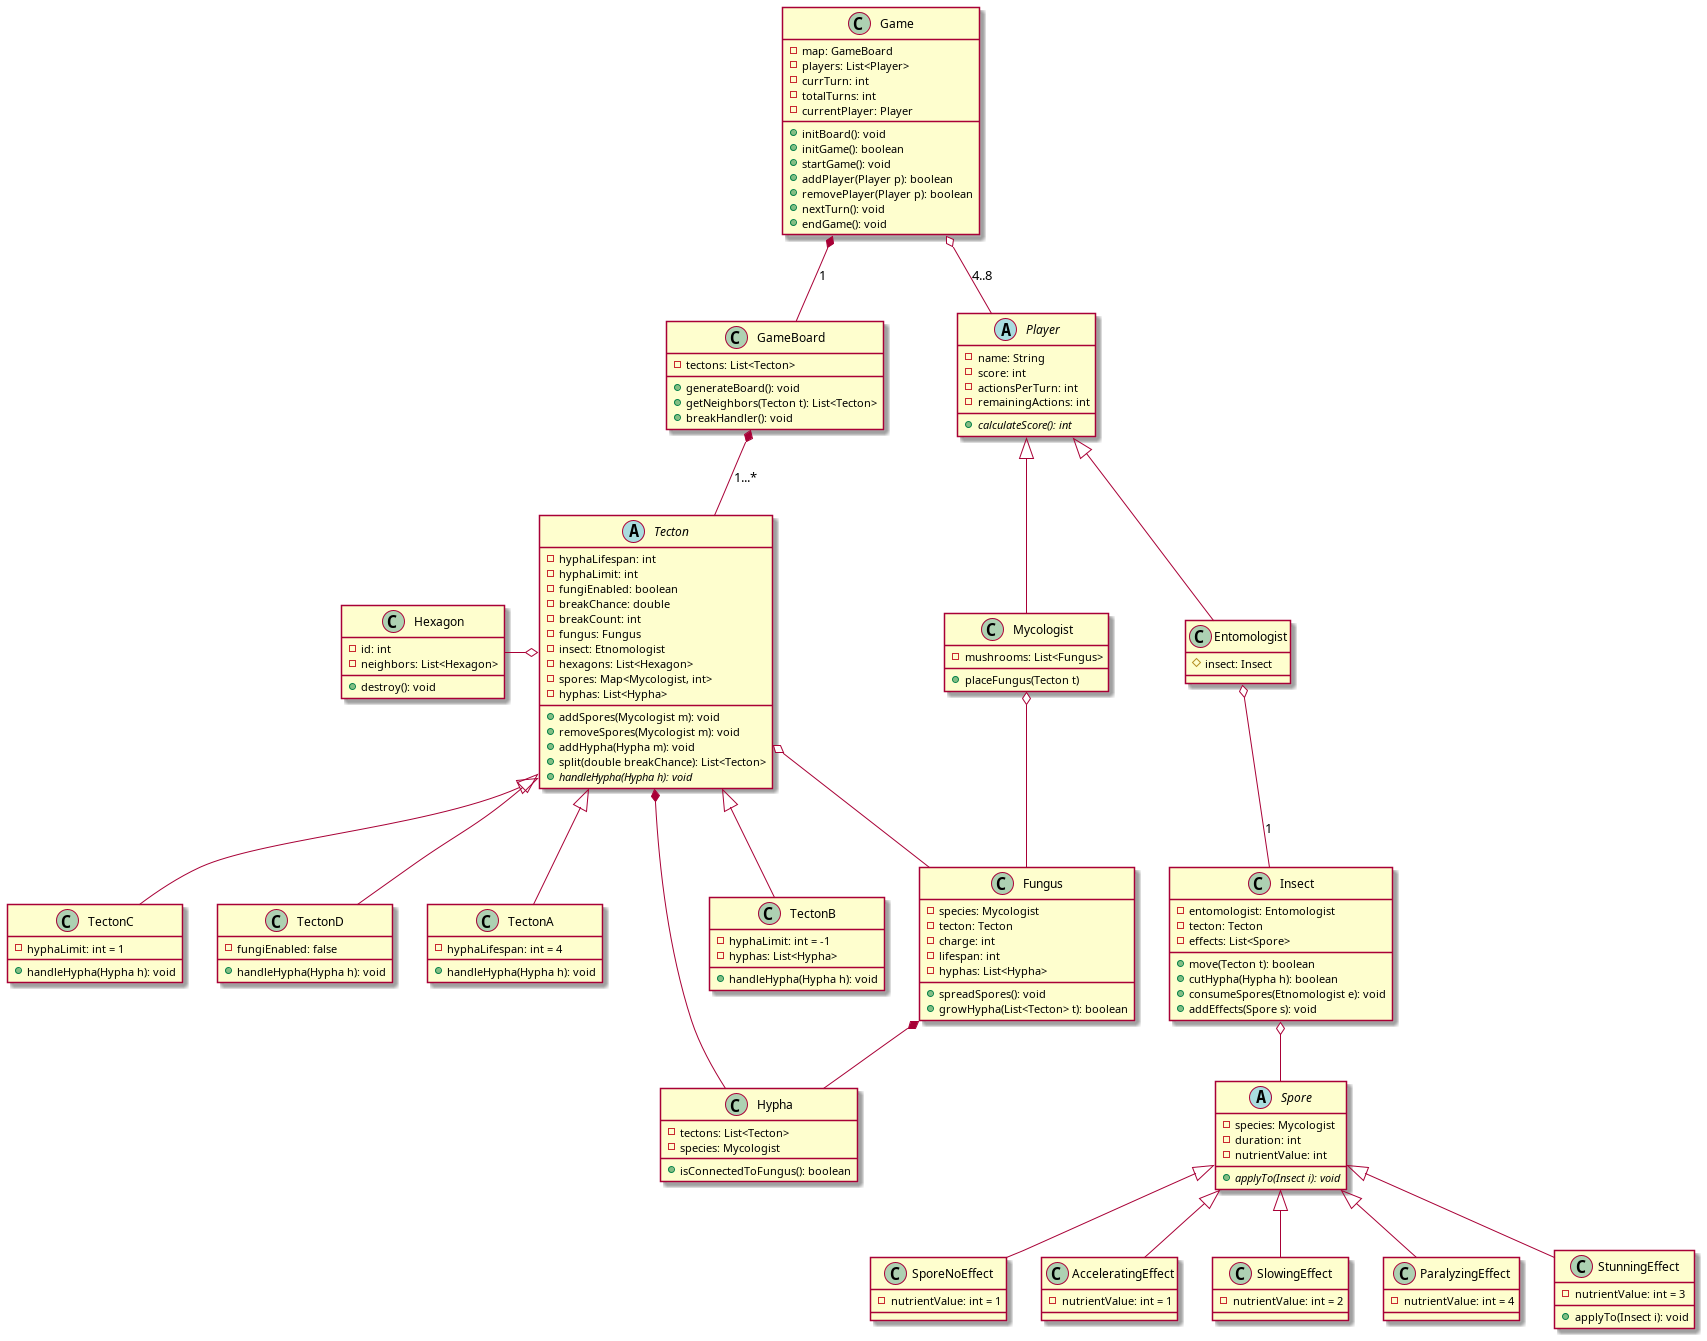 C Game
map: GameBoard
players: List<Player>
currTurn: int
totalTurns: int
currentPlayer: Player
initBoard(): void
initGame(): boolean
startGame(): void
addPlayer(Player p): boolean
removePlayer(Player p): boolean
nextTurn(): void
endGame(): void
1
4..8
C GameBoard
tectons: List<Tecton>
generateBoard(): void
getNeighbors(Tecton t): List<Tecton>
breakHandler(): void
A Player
name: String
score: int
actionsPerTurn: int
remainingActions: int
calculateScore(): int
1...*
C Hexagon
id: int
neighbors: List<Hexagon>
destroy(): void
A Tecton
hyphaLifespan: int
hyphaLimit: int
fungiEnabled: boolean
breakChance: double
breakCount: int
fungus: Fungus
insect: Etnomologist
hexagons: List<Hexagon>
spores: Map<Mycologist, int>
hyphas: List<Hypha>
addSpores(Mycologist m): void
removeSpores(Mycologist m): void
addHypha(Hypha m): void
split(double breakChance): List<Tecton>
handleHypha(Hypha h): void
C Mycologist
mushrooms: List<Fungus>
placeFungus(Tecton t)
C Entomologist
insect: Insect
1
C TectonC
hyphaLimit: int = 1
handleHypha(Hypha h): void
C TectonD
fungiEnabled: false
handleHypha(Hypha h): void
C TectonA
hyphaLifespan: int = 4
handleHypha(Hypha h): void
C TectonB
hyphaLimit: int = -1
hyphas: List<Hypha>
handleHypha(Hypha h): void
C Fungus
species: Mycologist
tecton: Tecton
charge: int
lifespan: int
hyphas: List<Hypha>
spreadSpores(): void
growHypha(List<Tecton> t): boolean
C Insect
entomologist: Entomologist
tecton: Tecton
effects: List<Spore>
move(Tecton t): boolean
cutHypha(Hypha h): boolean
consumeSpores(Etnomologist e): void
addEffects(Spore s): void
C Hypha
tectons: List<Tecton>
species: Mycologist
isConnectedToFungus(): boolean
A Spore
species: Mycologist
duration: int
nutrientValue: int
applyTo(Insect i): void
C SporeNoEffect
nutrientValue: int = 1
C AcceleratingEffect
nutrientValue: int = 1
C SlowingEffect
nutrientValue: int = 2
C ParalyzingEffect
nutrientValue: int = 4
C StunningEffect
nutrientValue: int = 3
applyTo(Insect i): void